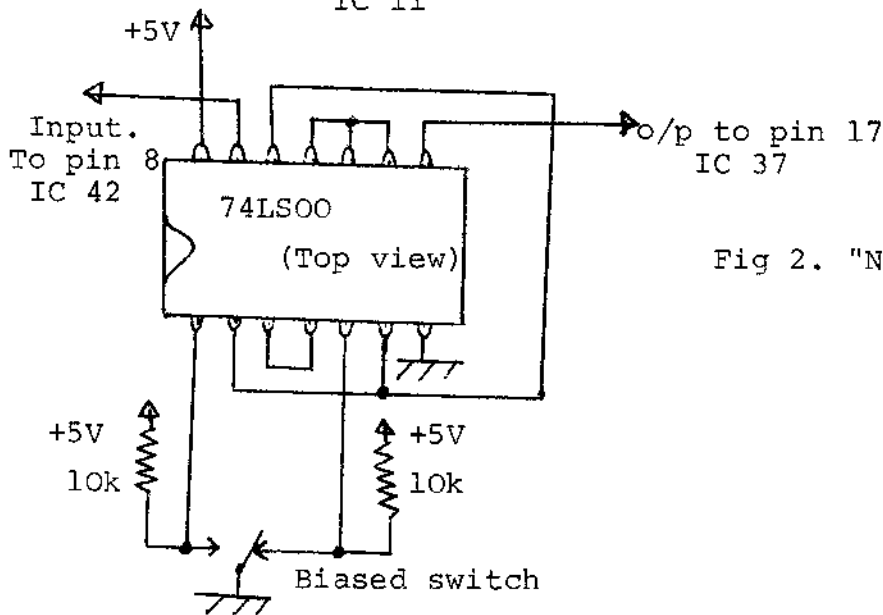 IC 11
+5V
Input.
To pin 8
IC 42
o/p to pin 17
IC 37
74LS00
(Top view)
Fig 2. "N
+5V
10k
+5V
10k
Biased switch